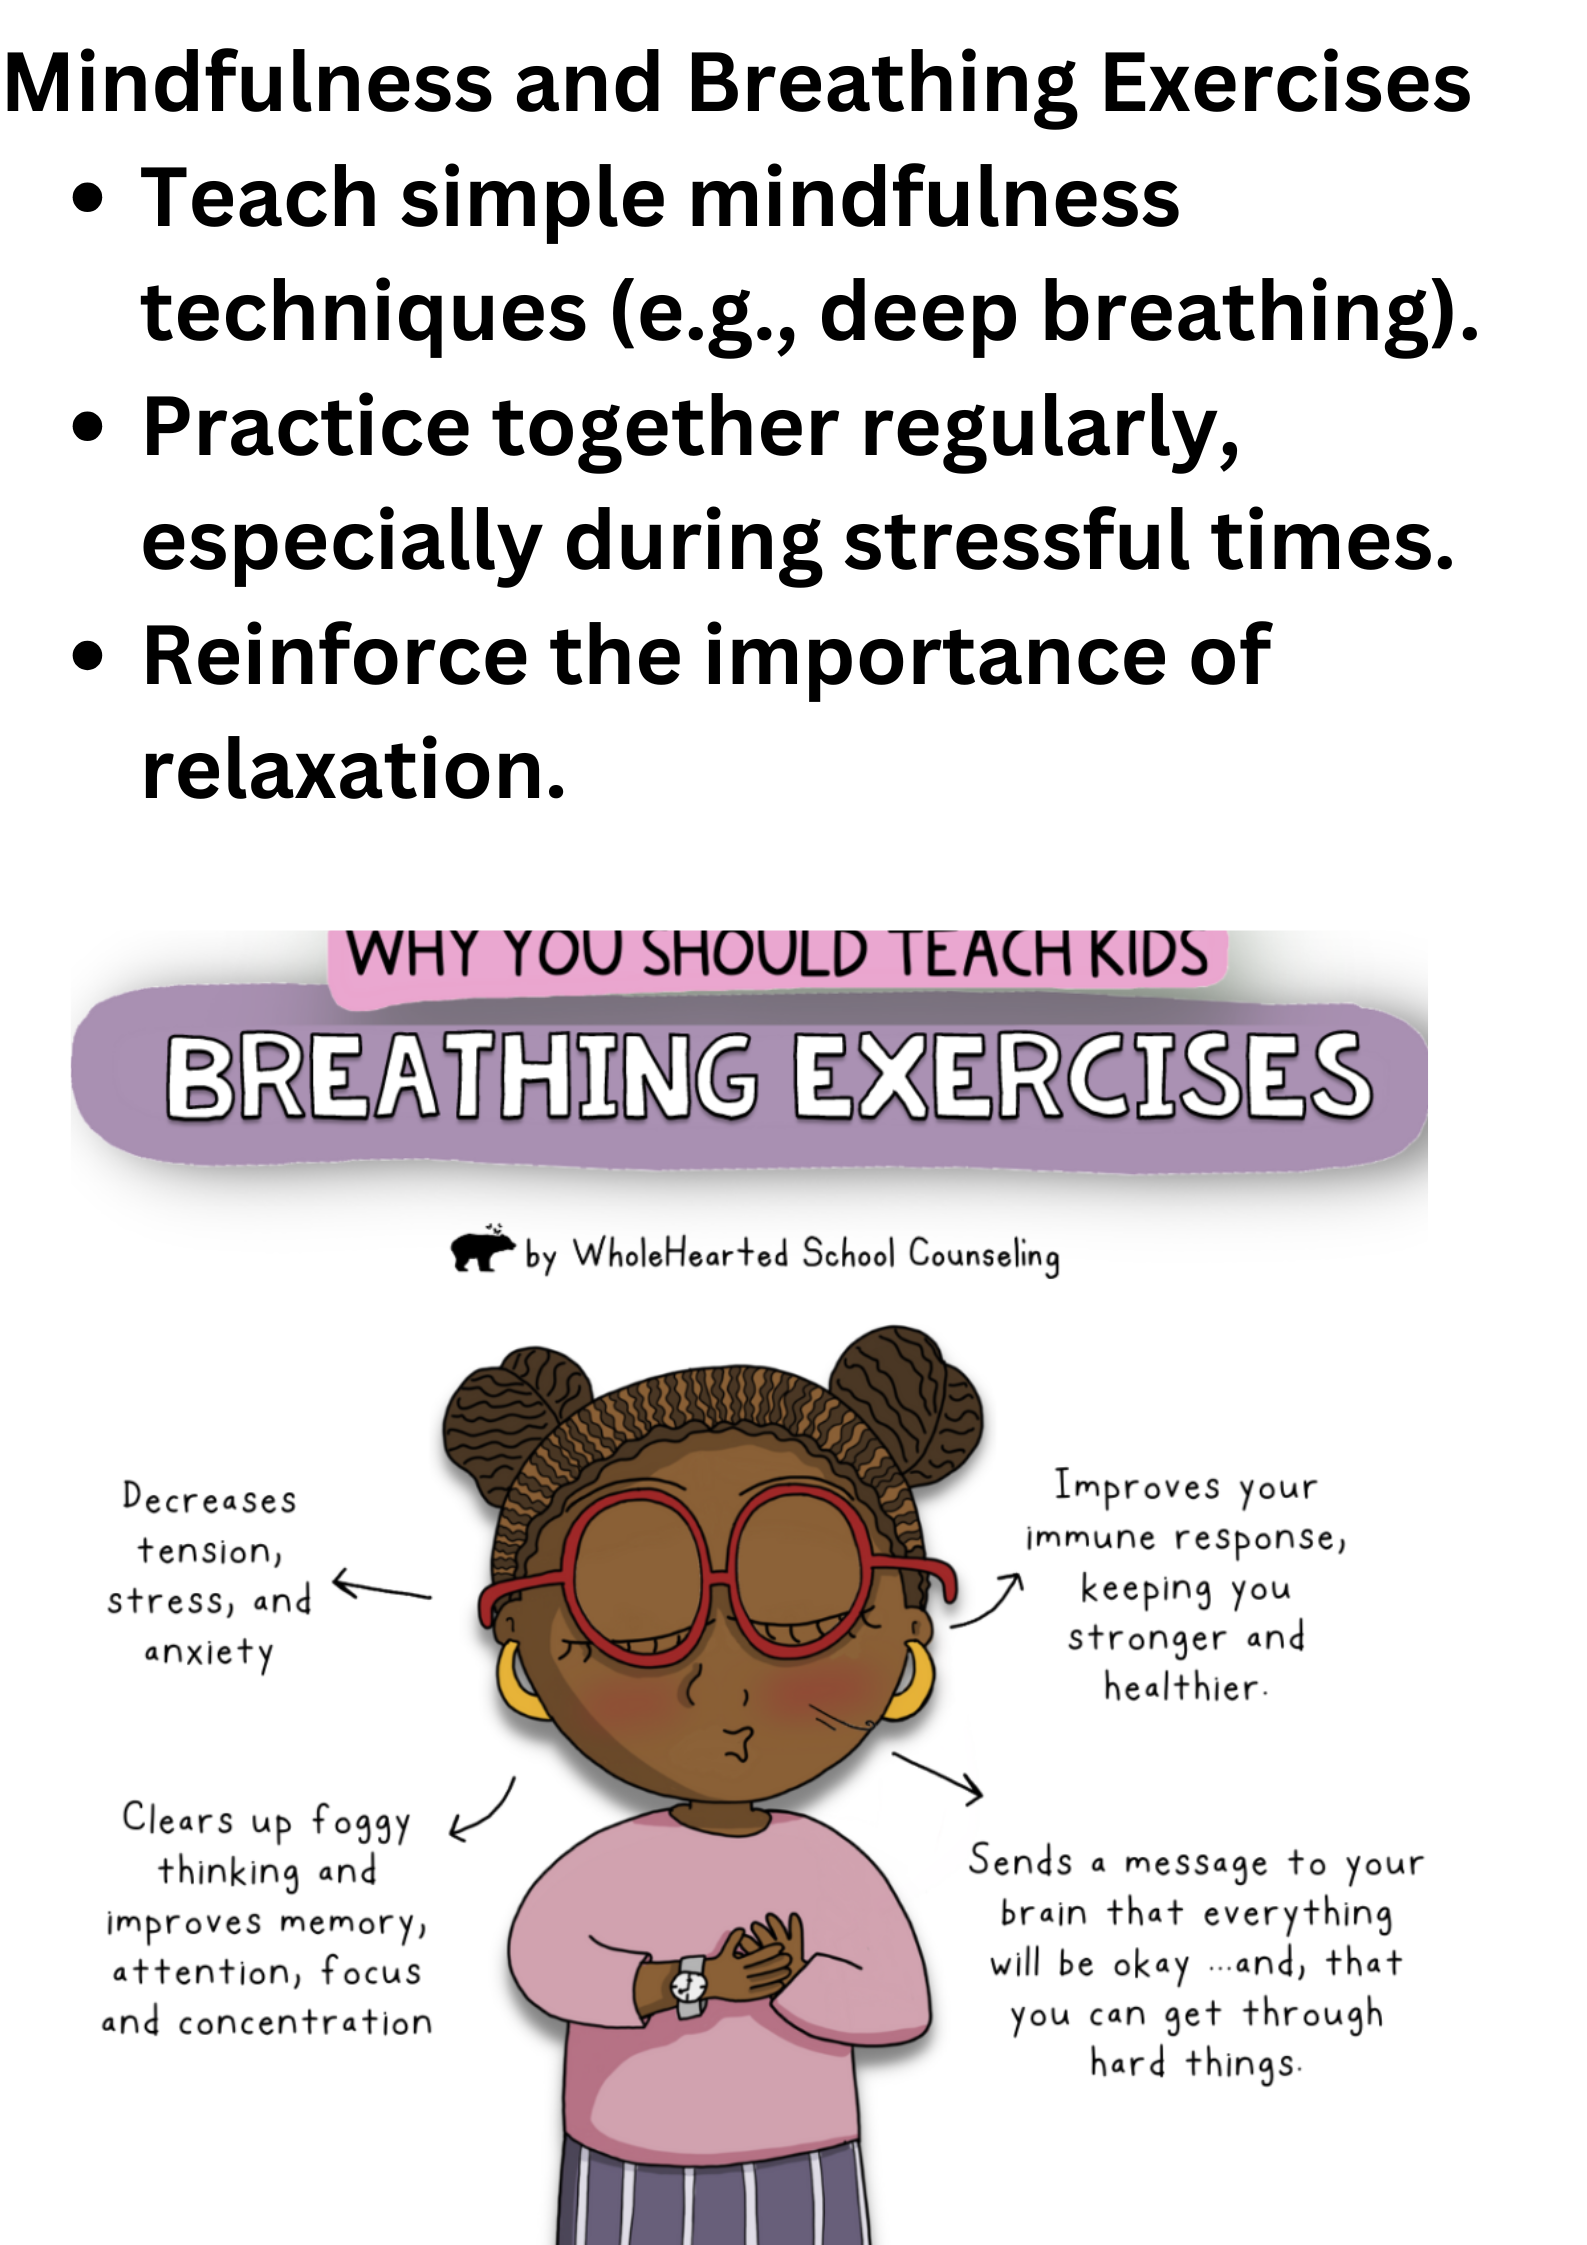 Mindfulness and Breathing Exercises
• Teach simple mindfulness
techniques (e.g., deep breathing).
• Practice together regularly,
especially during stressful times.
• Reinforce the importance of
relaxation.
WHY YOU SHOULD TEACH KIDS
BREATHING EXERCISES
by WholeHearted School Counseling
Decreases
tension,
stress, and
anxiety
Improves your
immune response,
keeping you
stronger and
healthier.
Clears up foggy
thinking and
improves memory,
attention, focus
and concentration
Sends a message to your
brain that everything
will be okay ...and, that
you can get through
hard things.